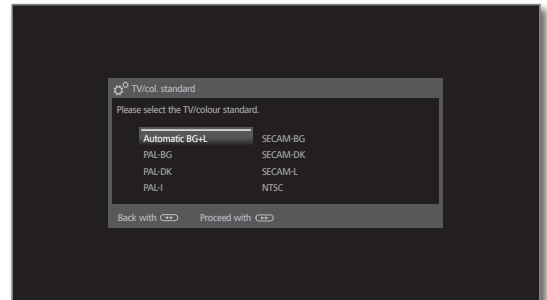 TV/col. standard
Please select the TV/colour standard.
Automatic BG+L
PAL-BG
PAL-DK
PAL-I
SECAM-BG
SECAM-DK
SECAM-L
NTSC
Back with Proceed with